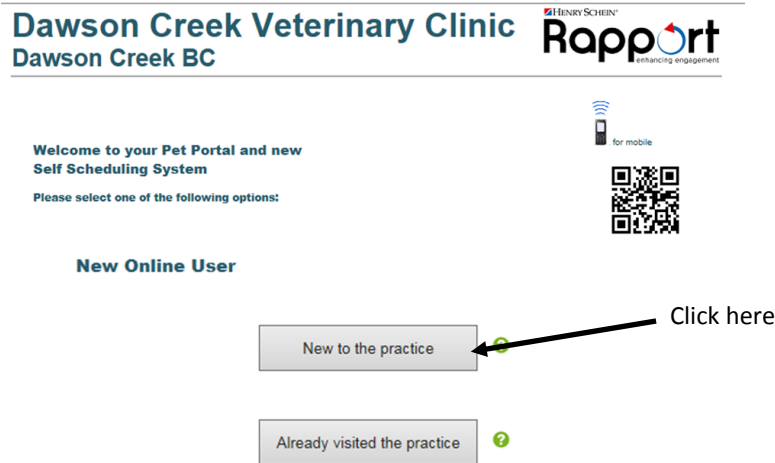 Dawson Creek Veterinary Clinic
Dawson Creek BC
HENRY SCHEIN®
Rapport
enhancing engagement
for mobile
Welcome to your Pet Portal and new
Self Scheduling System
Please select one of the following options:
New Online User
Click here
New to the practice
?
Already visited the practice
?